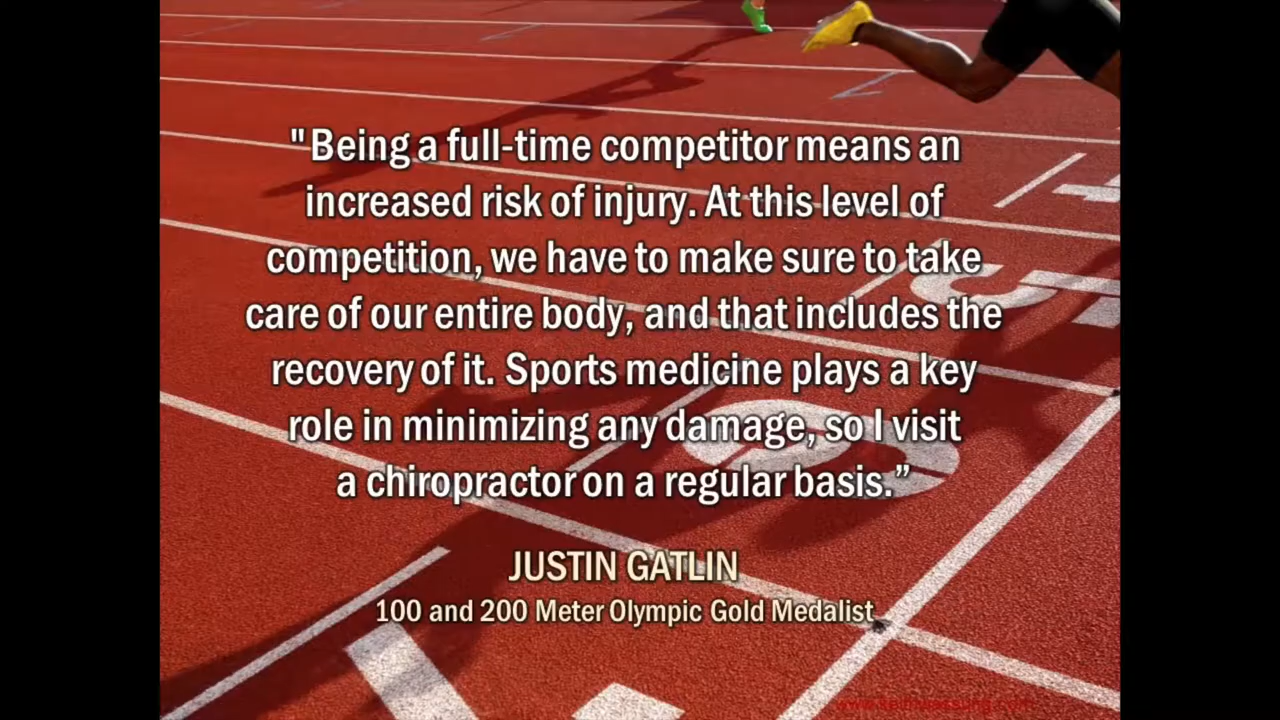 "Being a full-time competitor means an
increased risk of injury. At this level of
competition, we have to make sure to take
care of our entire body, and that includes the
recovery of it. Sports medicine plays a key
role in minimizing any damage, so I visit
a chiropractor on a regular basis.”
JUSTIN GATLIN
100 and 200 Meter Olympic Gold Medalist